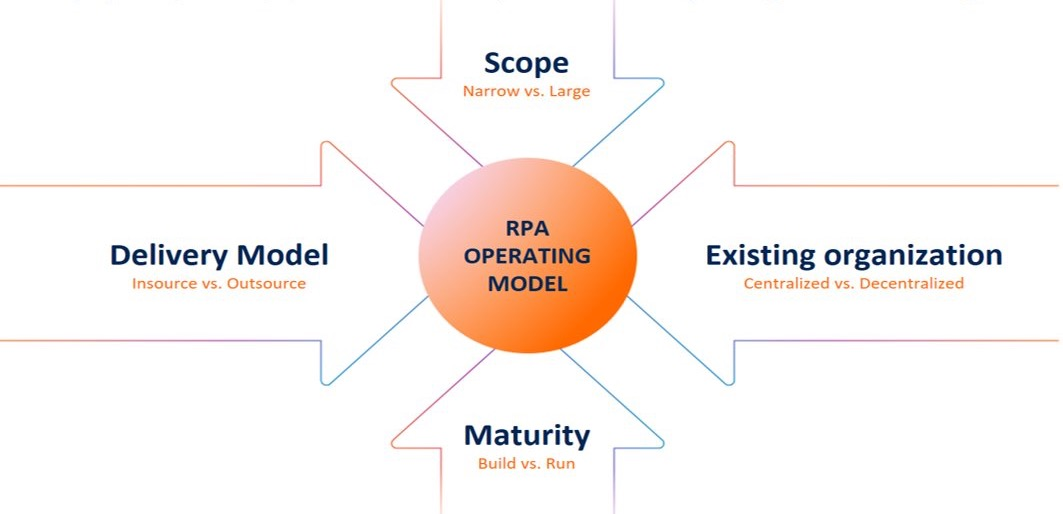 Scope
Narrow vs. Large
RPA
OPERATING
MODEL
Delivery Model
Insource vs. Outsource
Existing organization
Centralized vs. Decentralized
Maturity
Build vs. Run